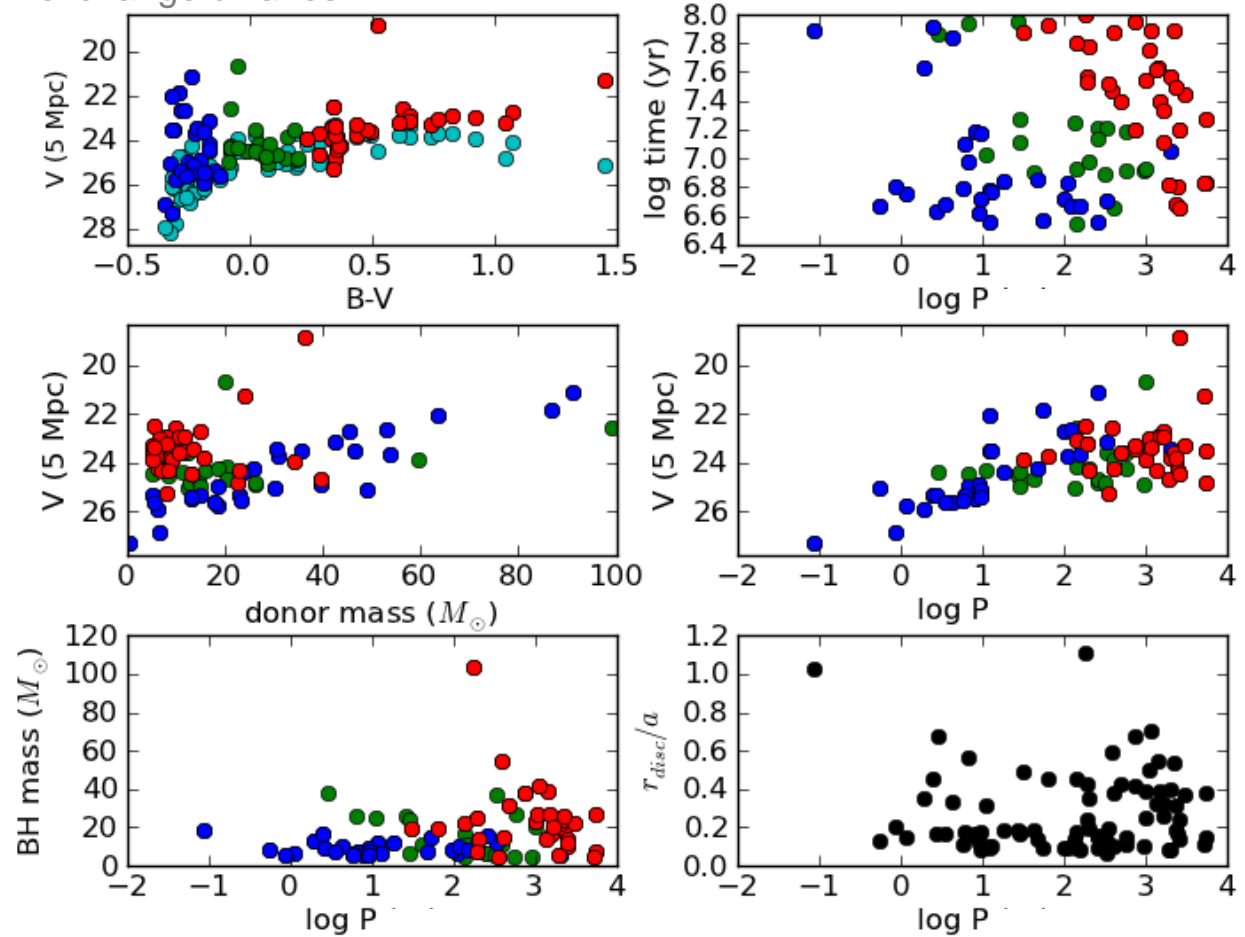 20
22
24
26
28
V (5 Mpc)
−0.5 0.0 0.5 1.0 1.5
B-V
8.0
7.8
7.6
7.4
7.2
7.0
6.8
6.6
6.4
log time (yr)
−2 −1 0 1 2 3 4
log P
20
22
24
26
V (5 Mpc)
0 20 40 60 80 100
donor mass (M☉)
20
22
24
26
V (5 Mpc)
−2 −1 0 1 2 3 4
log P
120
100
80
60
40
20
0
BH mass (M☉)
−2 −1 0 1 2 3 4
log P
1.2
1.0
0.8
0.6
0.4
0.2
0.0
r_disc/a
−2 −1 0 1 2 3 4
log P